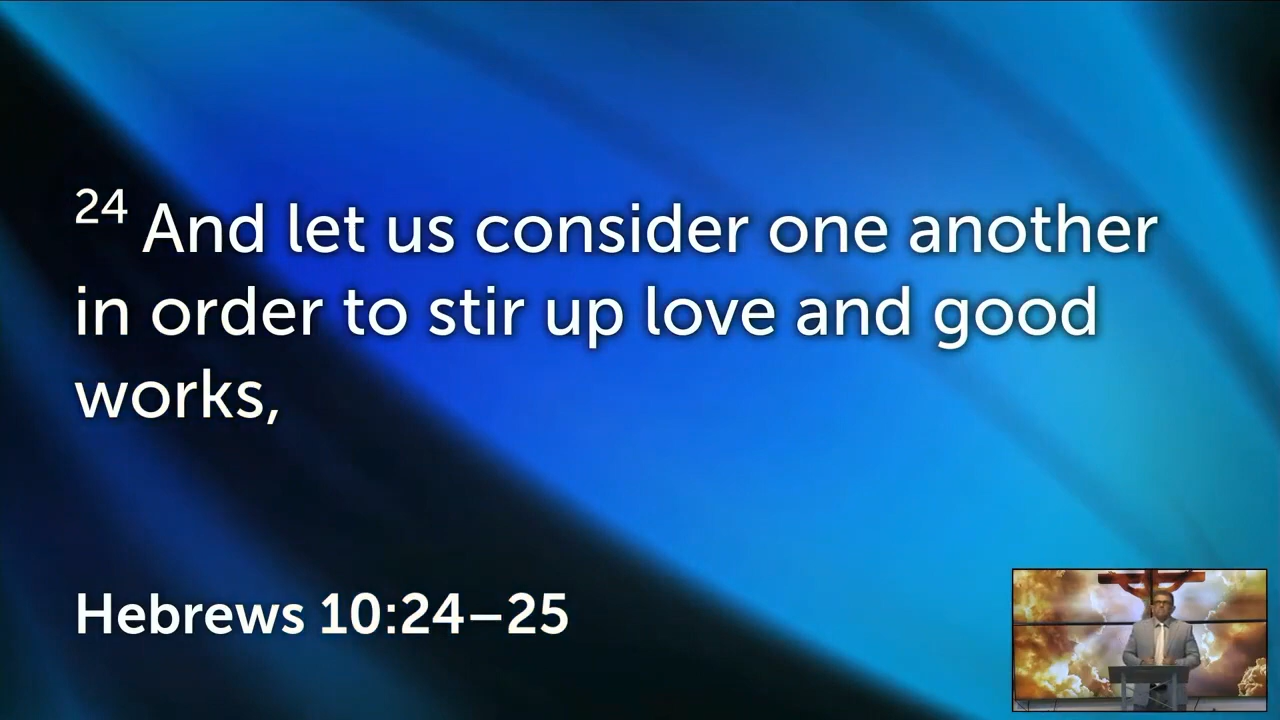 24 And let us consider one another
in order to stir up love and good
works,
Hebrews 10:24–25